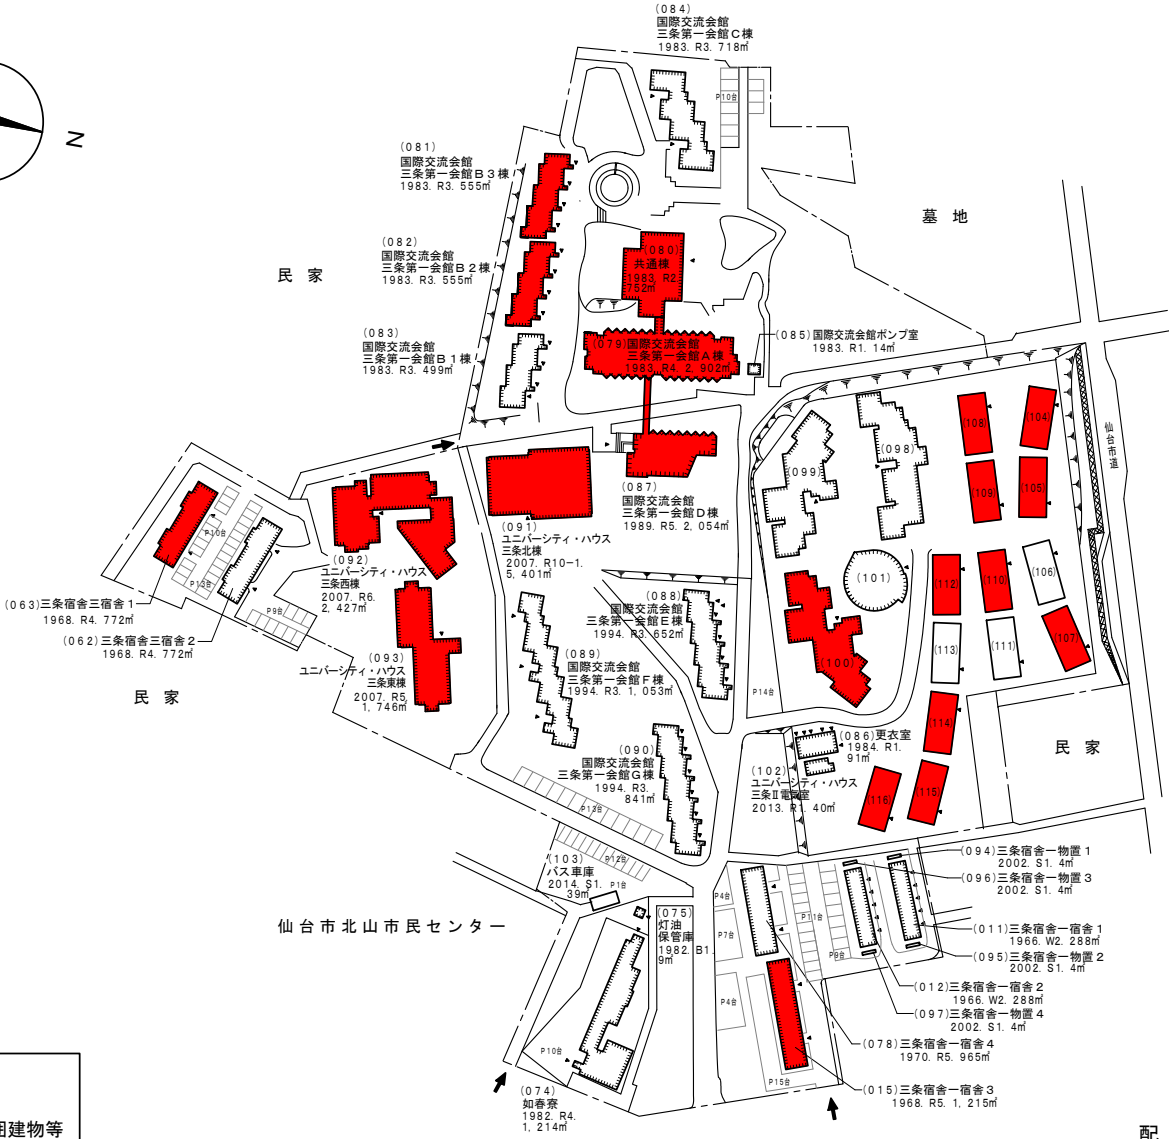 (084)
国際交流会館
三条第一会館C棟
1983. R3. 718㎡
P10台
N
(081)
国際交流会館
三条第一会館B3棟
1983. R3. 555㎡
墓 地
(082)
国際交流会館
三条第一会館B2棟
1983. R3. 555㎡
民 家
(080)
共通棟
1983. R2
752㎡
(083)
国際交流会館
三条第一会館B1棟
1983. R3. 499㎡
(079)国際交流会館
三条第一会館A棟
1983. R4. 2, 902㎡
(085)国際交流会館ポンプ室
1983. R1. 14㎡
(108)
(104)
仙台市道
(098)
(099)
(109)
(105)
(087)
国際交流会館
三条第一会館D棟
1989. R5. 2, 054㎡
(091)
ユニバーシティ・ハウス
三条北棟
2007. R10-1.
5, 401㎡
P10台
P13台
(092)
ユニバーシティ・ハウス
三条西棟
2007. R6.
2, 427㎡
(101)
(112)
(110)
(106)
(063)三条宿舎三宿舎1
1968. R4. 772㎡
P9台
(088)
国際交流会館
三条第一会館E棟
1994. R3. 652㎡
(107)
(062)三条宿舎三宿舎2
1968. R4. 772㎡
(113)
(111)
(093)
ユニバーシティ・ハウス
三条東棟
2007. R5.
1, 746㎡
(089)
国際交流会館
三条第一会館F棟
1994. R3. 1, 053㎡
(100)
P14台
民 家
(114)
(086)更衣室
1984. R1.
91㎡
民 家
(090)
国際交流会館
三条第一会館G棟
1994. R3.
841㎡
(102)
ユニバーシティ・ハウス
三条Ⅱ電気室
2013. R1. 40㎡
(116)
(115)
P13台
P12台
(103)
バス車庫
2014. S1.
39㎡
P1台
(094)三条宿舎一物置1
2002. S1. 4㎡
(096)三条宿舎一物置3
2002. S1. 4㎡
P4台
P11台
P7台
P9台
(075)
灯油
保管庫
1982. B1.
9㎡
仙台市北山市民センター
(011)三条宿舎一宿舎1
1966. W2. 288㎡
(095)三条宿舎一物置2
2002. S1. 4㎡
(012)三条宿舎一宿舎2
1966. W2. 288㎡
(097)三条宿舎一物置4
2002. S1. 4㎡
P4台
(078)三条宿舎一宿舎4
1970. R5. 965㎡
P10台
P15台
(015)三条宿舎一宿舎3
1968. R5. 1, 215㎡
(074)
如春寮
1982. R4.
1, 214㎡
建物等
配